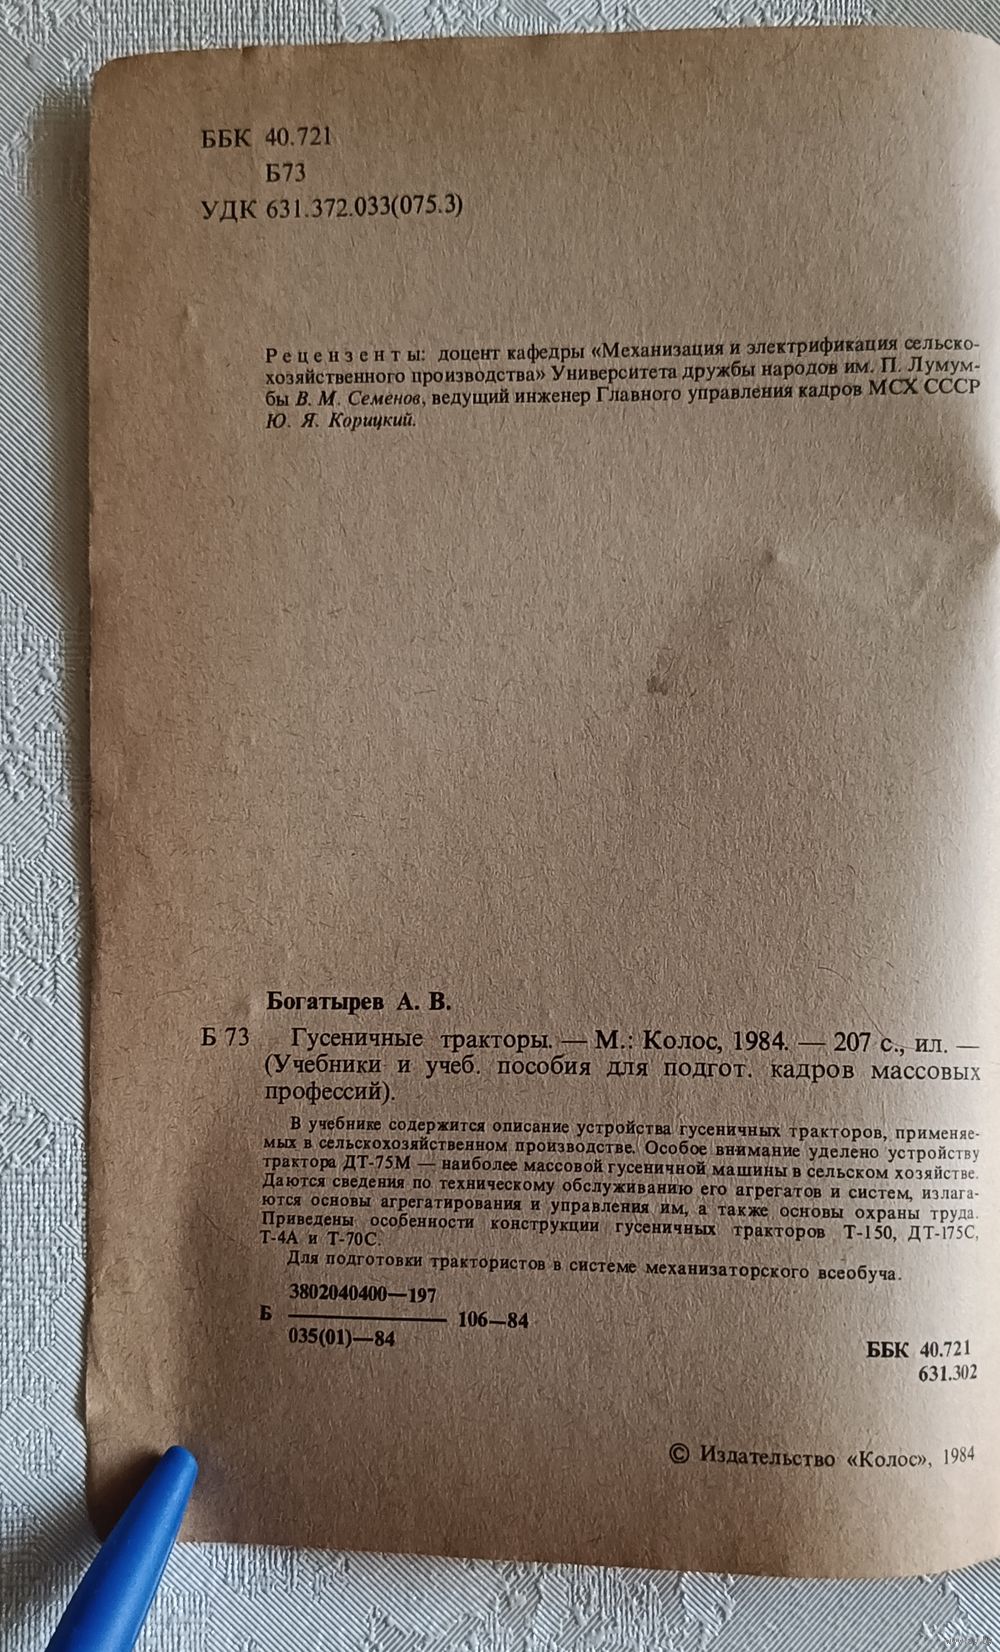 ББК 40.721
Б73
УДК 631.372.033(075.3)
Рецензенты: доцент кафедры «Механизация и электрификация сельско-
хозяйственного производства» Университета дружбы народов им. П. Лумум-
бы В. М. Семенов, ведущий инженер Главного управления кадров МСХ СССР
Ю. Я. Корицкий.
Богатырев А. В.
Б 73 Гусеничные тракторы. — М.: Колос, 1984. — 207 с., ил. —
(Учебники и учеб. пособия для подгот. кадров массовых
профессий).
В учебнике содержится описание устройства гусеничных тракторов, применяе-
мых в сельскохозяйственном производстве. Особое внимание уделено устройству
трактора ДТ-75М — наиболее массовой гусеничной машины в сельском хозяйстве.
Даются сведения по техническому обслуживанию его агрегатов и систем, излага-
ются основы агрегатирования и управления им, а также основы охраны труда.
Приведены особенности конструкции гусеничных тракторов Т-150, ДТ-175С,
Т-4А и Т-70С.
Для подготовки трактористов в системе механизаторского всеобуча.
3802040400—197
Б 106—84
035(01)—84
ББК 40.721
631.302
© Издательство «Колос», 1984